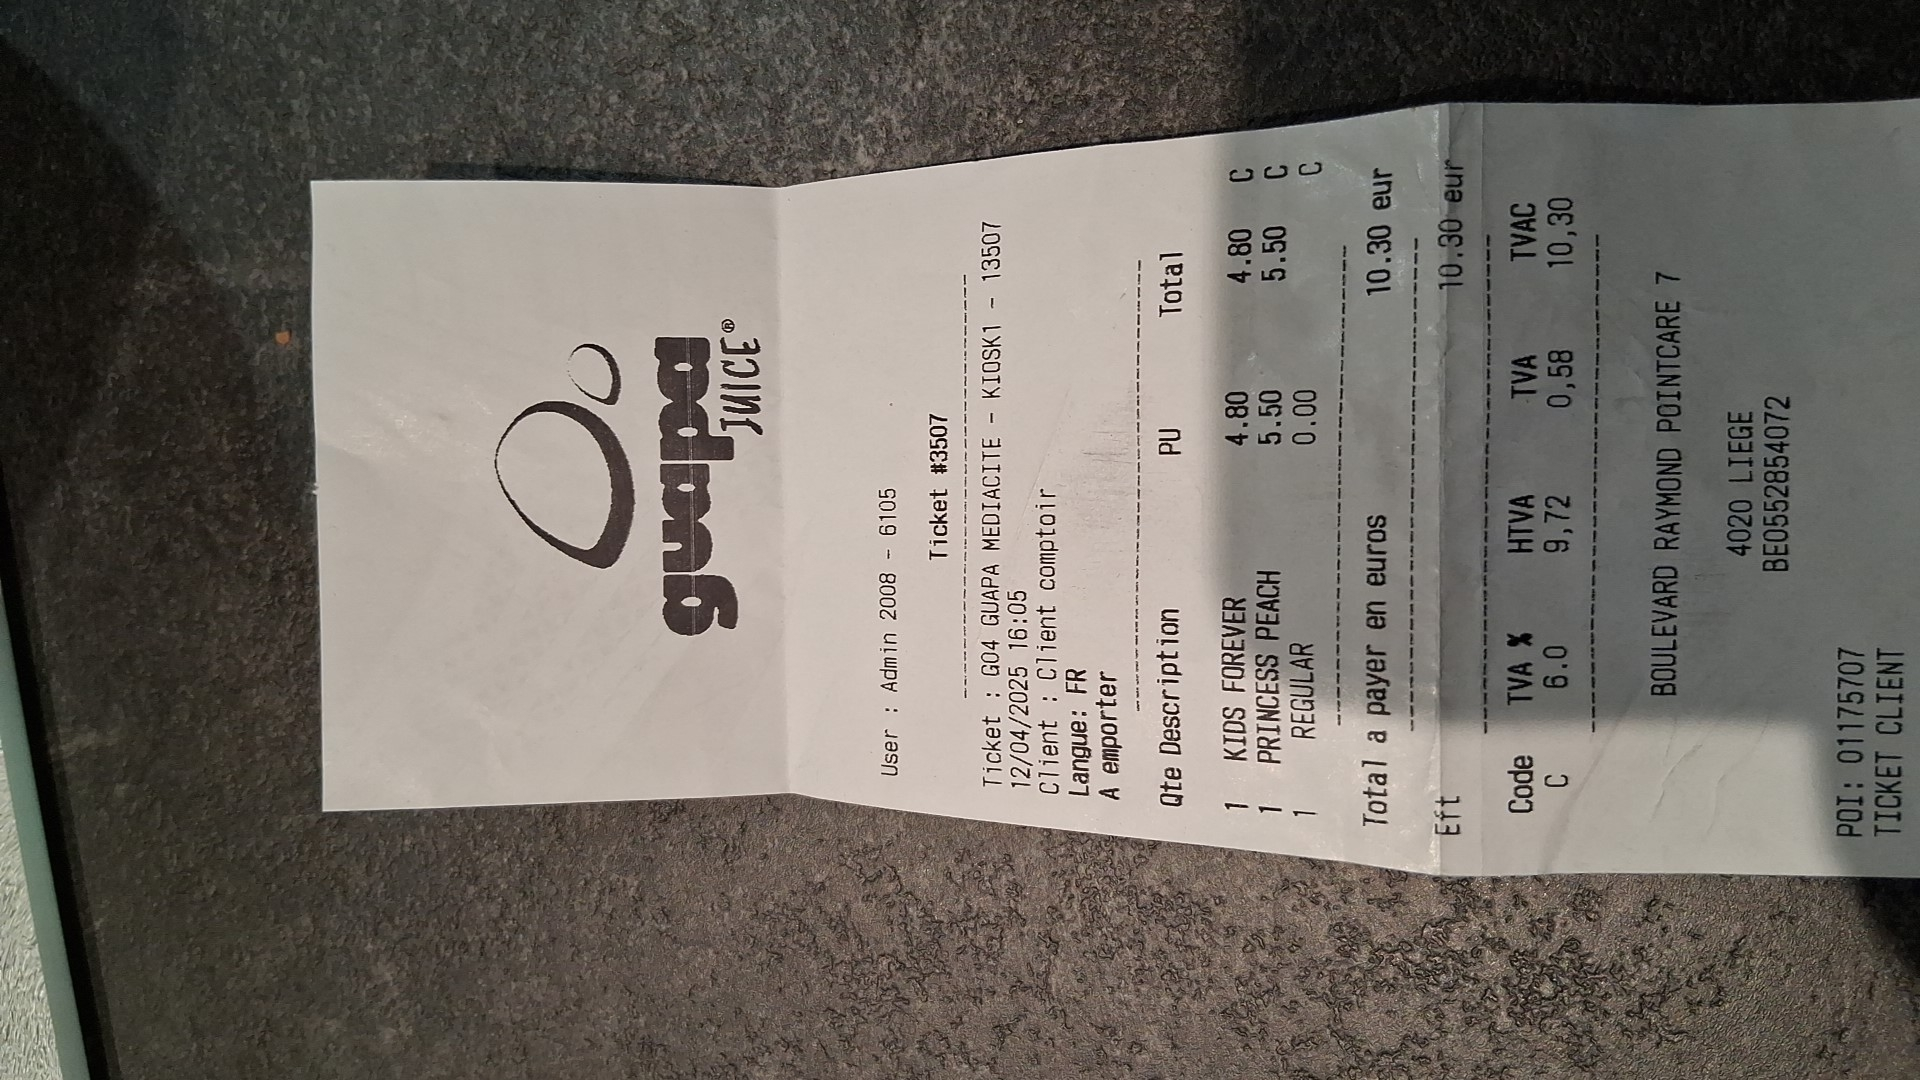 guapa
JUICE®
User : Admin 2008 - 6105
Ticket #3507
Ticket : G04 GUAPA MEDIACITE - KIOSK1 - 13507
12/04/2025 16:05
Client : Client comptoir
Langue: FR
A emporter
Qte Description PU Total
1 KIDS FOREVER 4.80 4.80 C
1 PRINCESS PEACH 5.50 5.50 C
1 REGULAR 0.00 C
Total a payer en euros 10.30 eur
Eft 10.30 eur
Code TVA % HTVA TVA TVAC
C 6.0 9,72 0,58 10,30
BOULEVARD RAYMOND POINTCARE 7
4020 LIEGE
BE0552854072
POI: 01175707
TICKET CLIENT